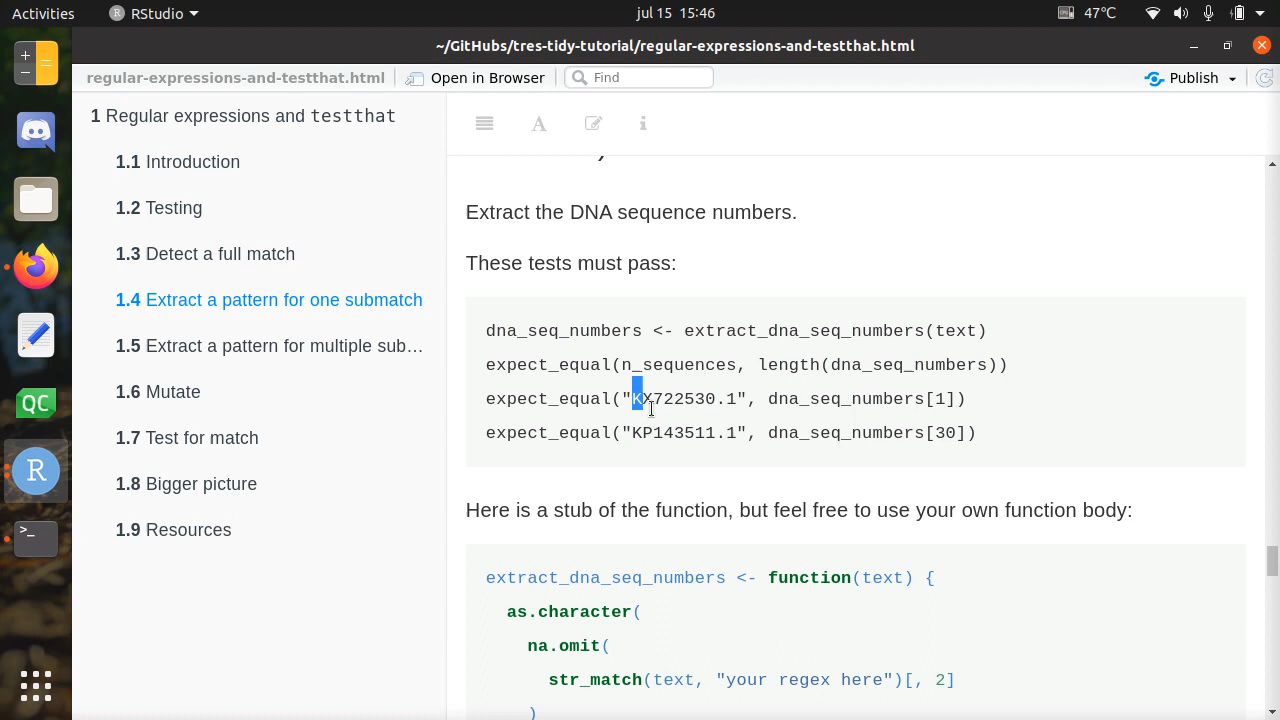 Activities
RStudio
jul 15 15:46
47°C
~/GitHubs/tres-tidy-tutorial/regular-expressions-and-testthat.html
regular-expressions-and-testthat.html
Open in Browser
Find
Publish
1 Regular expressions and testthat
1.1 Introduction
1.2 Testing
1.3 Detect a full match
1.4 Extract a pattern for one submatch
1.5 Extract a pattern for multiple sub…
1.6 Mutate
1.7 Test for match
1.8 Bigger picture
1.9 Resources
Extract the DNA sequence numbers.
These tests must pass:
dna_seq_numbers <- extract_dna_seq_numbers(text)
expect_equal(n_sequences, length(dna_seq_numbers))
expect_equal("KX722530.1", dna_seq_numbers[1])
expect_equal("KP143511.1", dna_seq_numbers[30])
Here is a stub of the function, but feel free to use your own function body:
extract_dna_seq_numbers <- function(text) {
as.character(
na.omit(
str_match(text, "your regex here")[, 2]
)